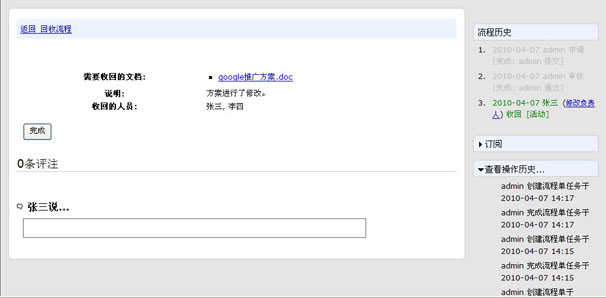 返回 回收流程
需要收回的文档: google推广方案.doc
说明: 方案进行了修改。
收回的人员: 张三, 李四
完成
0条评注
张三说...
流程历史
1. 2010-04-07 admin 申请
[完成: admin 提交]
2. 2010-04-07 admin 审核
[完成: admin 通过]
3. 2010-04-07 张三 (修改负责
人) 收回 [活动]
订阅
查看操作历史...
admin 创建流程单任务于
2010-04-07 14:17
admin 完成流程单任务于
2010-04-07 14:17
admin 创建流程单任务于
2010-04-07 14:15
admin 完成流程单任务于
2010-04-07 14:15
admin 创建流程单于